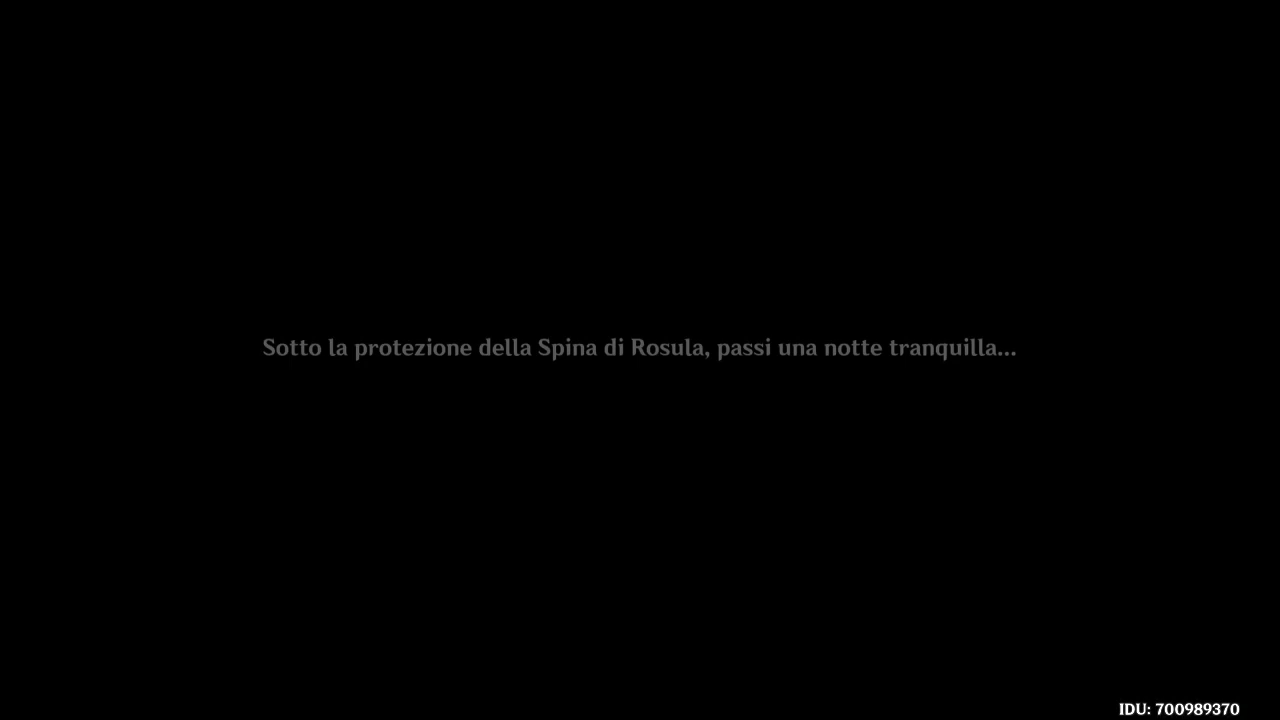 Sotto la protezione della Spina di Rosula, passi una notte tranquilla...
IDU: 700989370